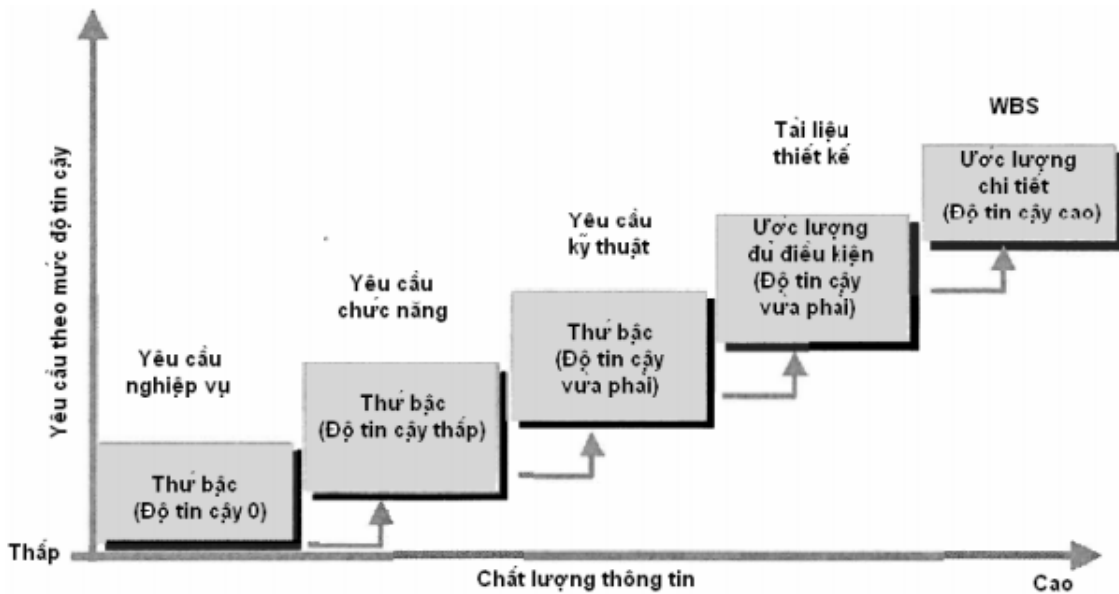 WBS
Tài liệu
thiết kế
Ước lượng
chi tiết
(Độ tin cậy cao)
Yêu cầu
kỹ thuật
Ước lượng
đủ điều kiện
(Độ tin cậy
vừa phải)
Yêu cầu
chức năng
Thứ bậc
(Độ tin cậy
vừa phải)
Yêu cầu
nghiệp vụ
Thứ bậc
(Độ tin cậy thấp)
Thứ bậc
(Độ tin cậy 0)
Yêu cầu theo mức độ tin cậy
Thấp
Chất lượng thông tin
Cao